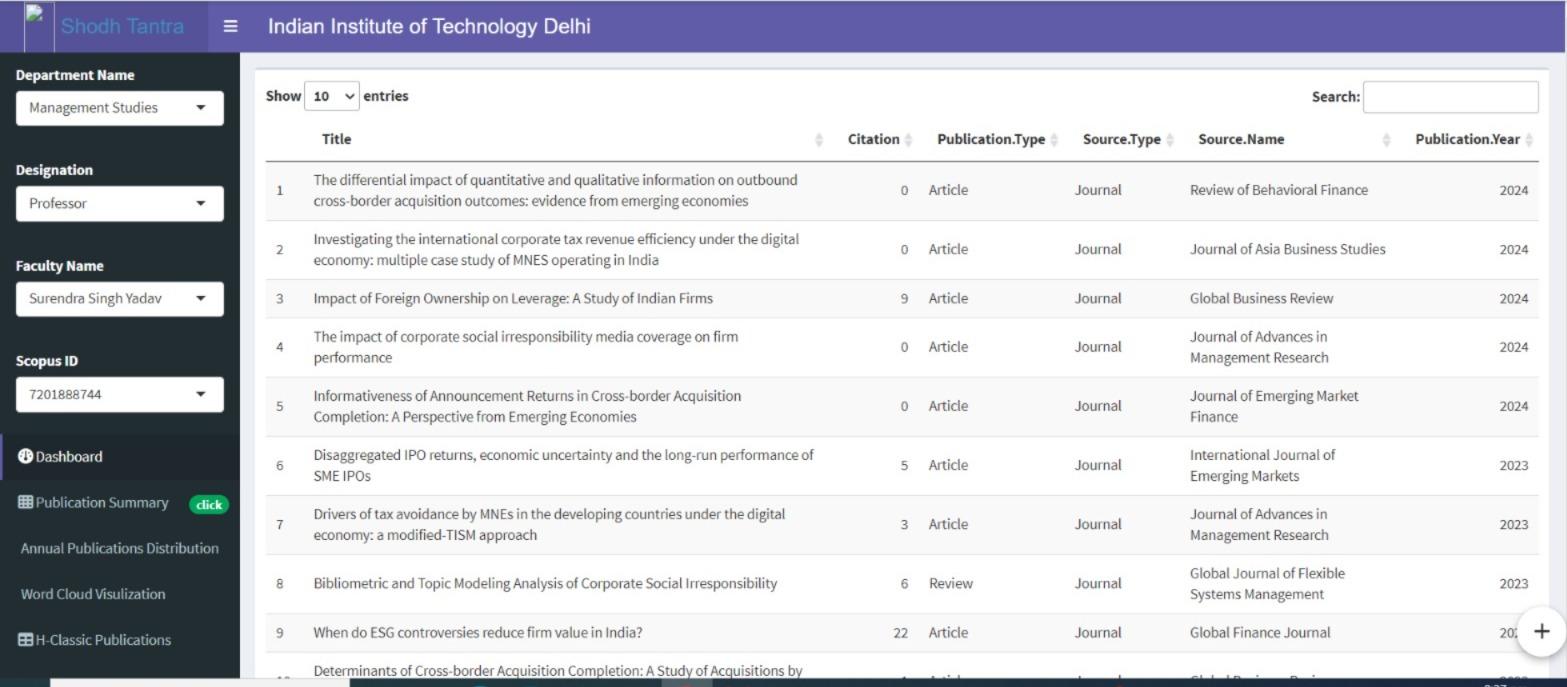 Shodh Tantra
Indian Institute of Technology Delhi
Department Name
Management Studies
Designation
Professor
Faculty Name
Surendra Singh Yadav
Scopus ID
7201888744
Dashboard
Publication Summary click
Annual Publications Distribution
Word Cloud Visulization
H-Classic Publications
Show 10 entries
Search:
Title Citation Publication.Type Source.Type Source.Name Publication.Year
1 The differential impact of quantitative and qualitative information on outbound
cross-border acquisition outcomes: evidence from emerging economies
0 Article Journal Review of Behavioral Finance 2024
2 Investigating the international corporate tax revenue efficiency under the digital
economy: multiple case study of MNES operating in India
0 Article Journal Journal of Asia Business Studies 2024
3 Impact of Foreign Ownership on Leverage: A Study of Indian Firms 9 Article Journal Global Business Review 2024
4 The impact of corporate social irresponsibility media coverage on firm
performance
0 Article Journal Journal of Advances in
Management Research
2024
5 Informativeness of Announcement Returns in Cross-border Acquisition
Completion: A Perspective from Emerging Economies
0 Article Journal Journal of Emerging Market
Finance
2024
6 Disaggregated IPO returns, economic uncertainty and the long-run performance of
SME IPOs
5 Article Journal International Journal of
Emerging Markets
2023
7 Drivers of tax avoidance by MNEs in the developing countries under the digital
economy: a modified-TISM approach
3 Article Journal Journal of Advances in
Management Research
2023
8 Bibliometric and Topic Modeling Analysis of Corporate Social Irresponsibility
6 Review Journal Global Journal of Flexible
Systems Management
2023
9 When do ESG controversies reduce firm value in India? 22 Article Journal Global Finance Journal
Determinants of Cross-border Acquisition Completion: A Study of Acquisitions by